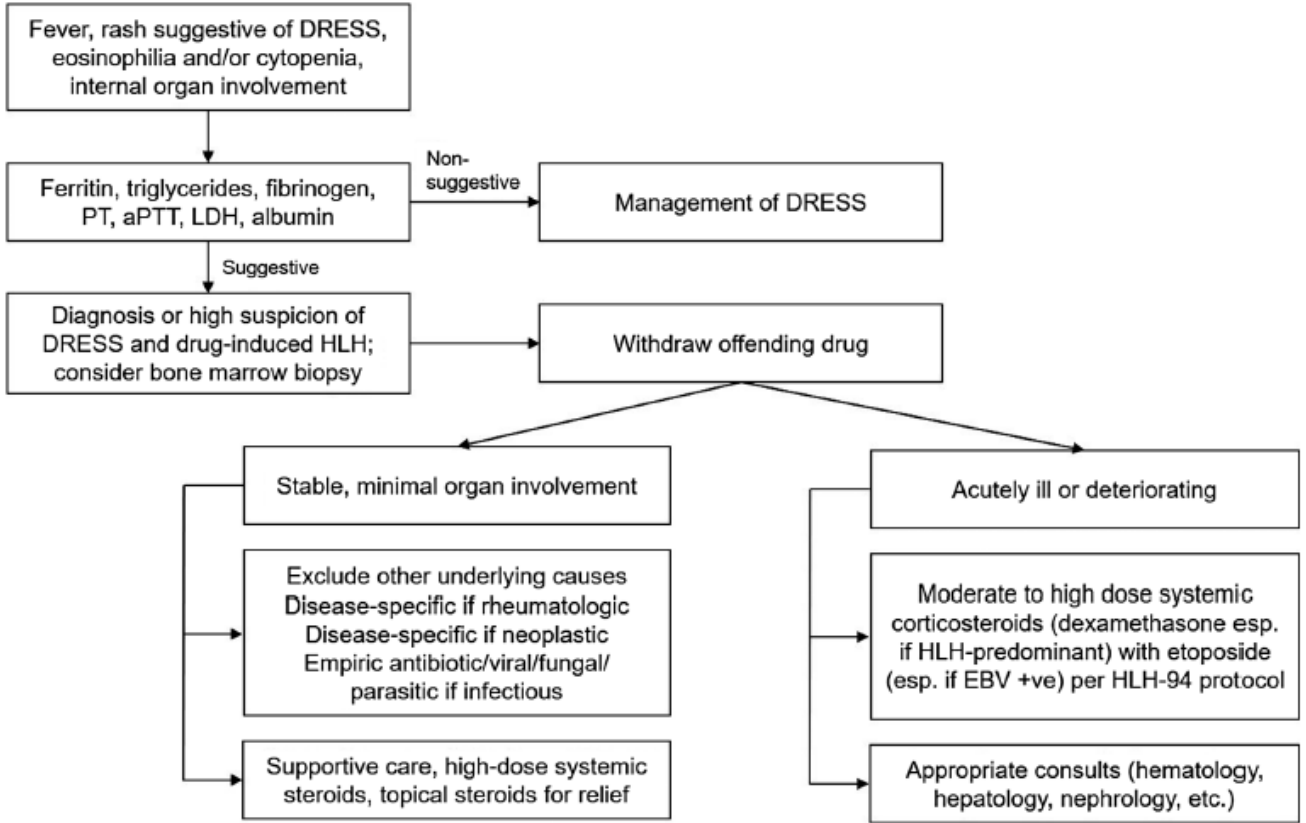 Fever, rash suggestive of DRESS,
eosinophilia and/or cytopenia,
internal organ involvement
Ferritin, triglycerides, fibrinogen,
PT, aPTT, LDH, albumin
Non-
suggestive
Management of DRESS
Suggestive
Diagnosis or high suspicion of
DRESS and drug-induced HLH;
consider bone marrow biopsy
Withdraw offending drug
Stable, minimal organ involvement
Exclude other underlying causes
Disease-specific if rheumatologic
Disease-specific if neoplastic
Empiric antibiotic/viral/fungal/
parasitic if infectious
Supportive care, high-dose systemic
steroids, topical steroids for relief
Acutely ill or deteriorating
Moderate to high dose systemic
corticosteroids (dexamethasone esp.
if HLH-predominant) with etoposide
(esp. if EBV +ve) per HLH-94 protocol
Appropriate consults (hematology,
hepatology, nephrology, etc.)